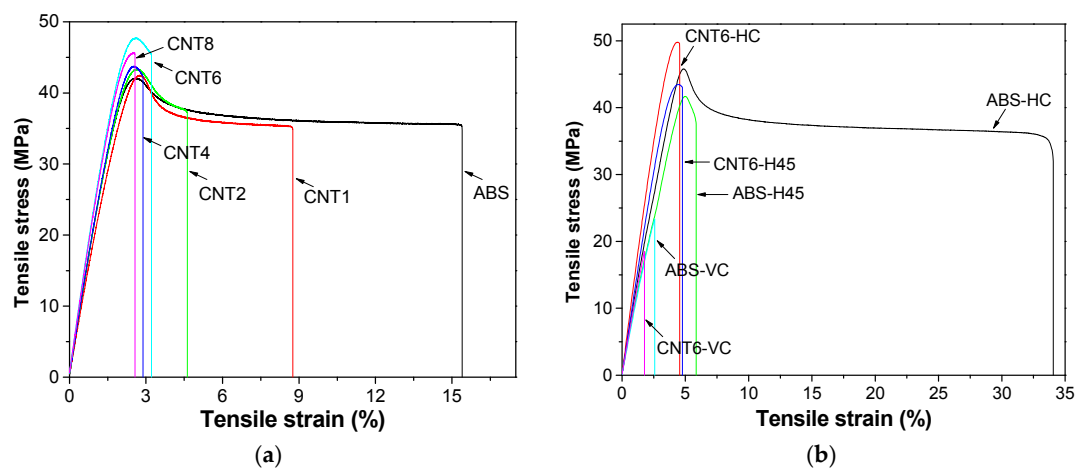 Tensile stress (MPa)
50
40
30
20
10
0
CNT8
CNT6
CNT4
CNT2
CNT1
ABS
0
3
6
9
12
15
Tensile strain (%)
(a)
Tensile stress (MPa)
50
40
30
20
10
0
CNT6-HC
ABS-HC
CNT6-H45
ABS-H45
ABS-VC
CNT6-VC
0
5
10
15
20
25
30
35
Tensile strain (%)
(b)